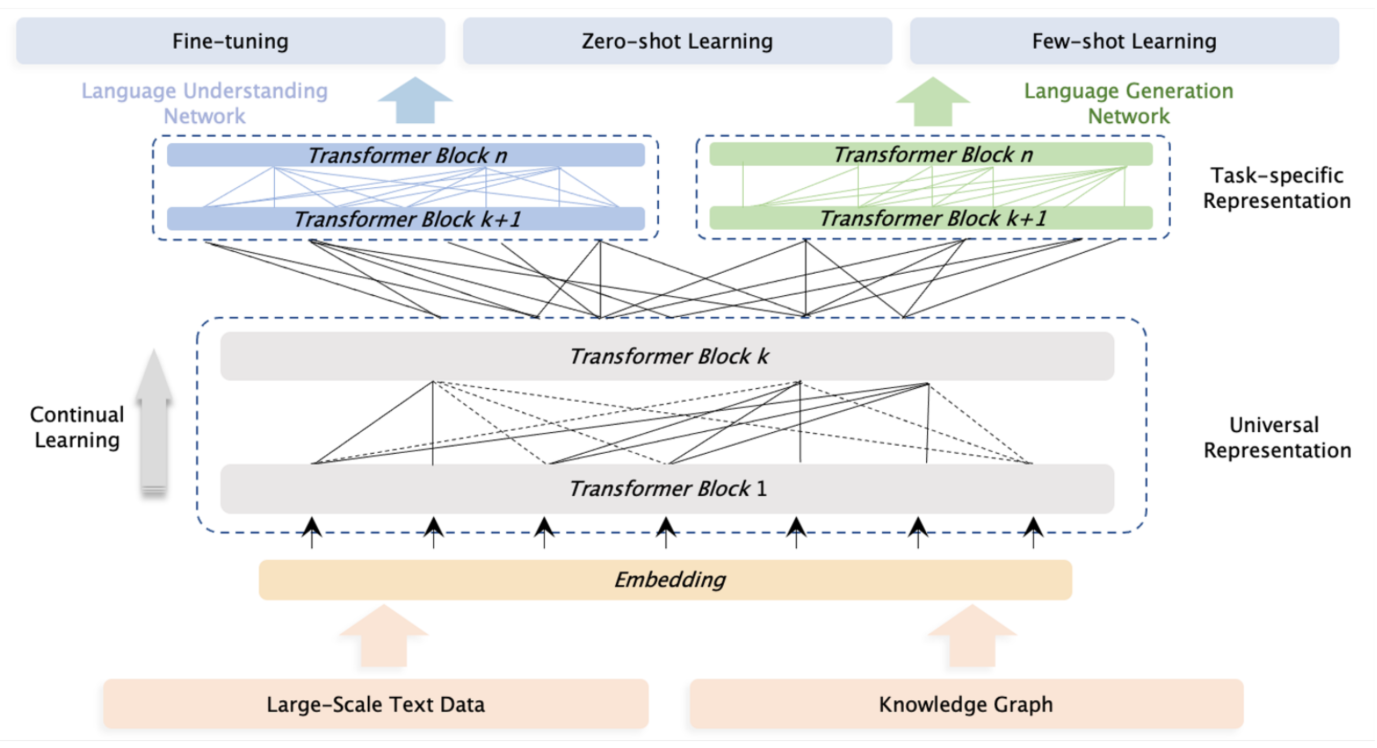 Fine-tuning
Zero-shot Learning
Few-shot Learning
Language Understanding
Network
Language Generation
Network
Transformer Block n
Transformer Block n
Task-specific
Representation
Transformer Block k+1
Transformer Block k+1
Transformer Block k
Continual
Learning
Universal
Representation
Transformer Block 1
Embedding
Large-Scale Text Data
Knowledge Graph